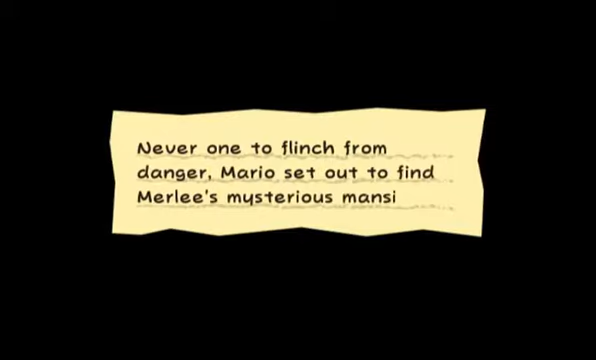 Never one to flinch from
danger, Mario set out to find
Merlee's mysterious mansi